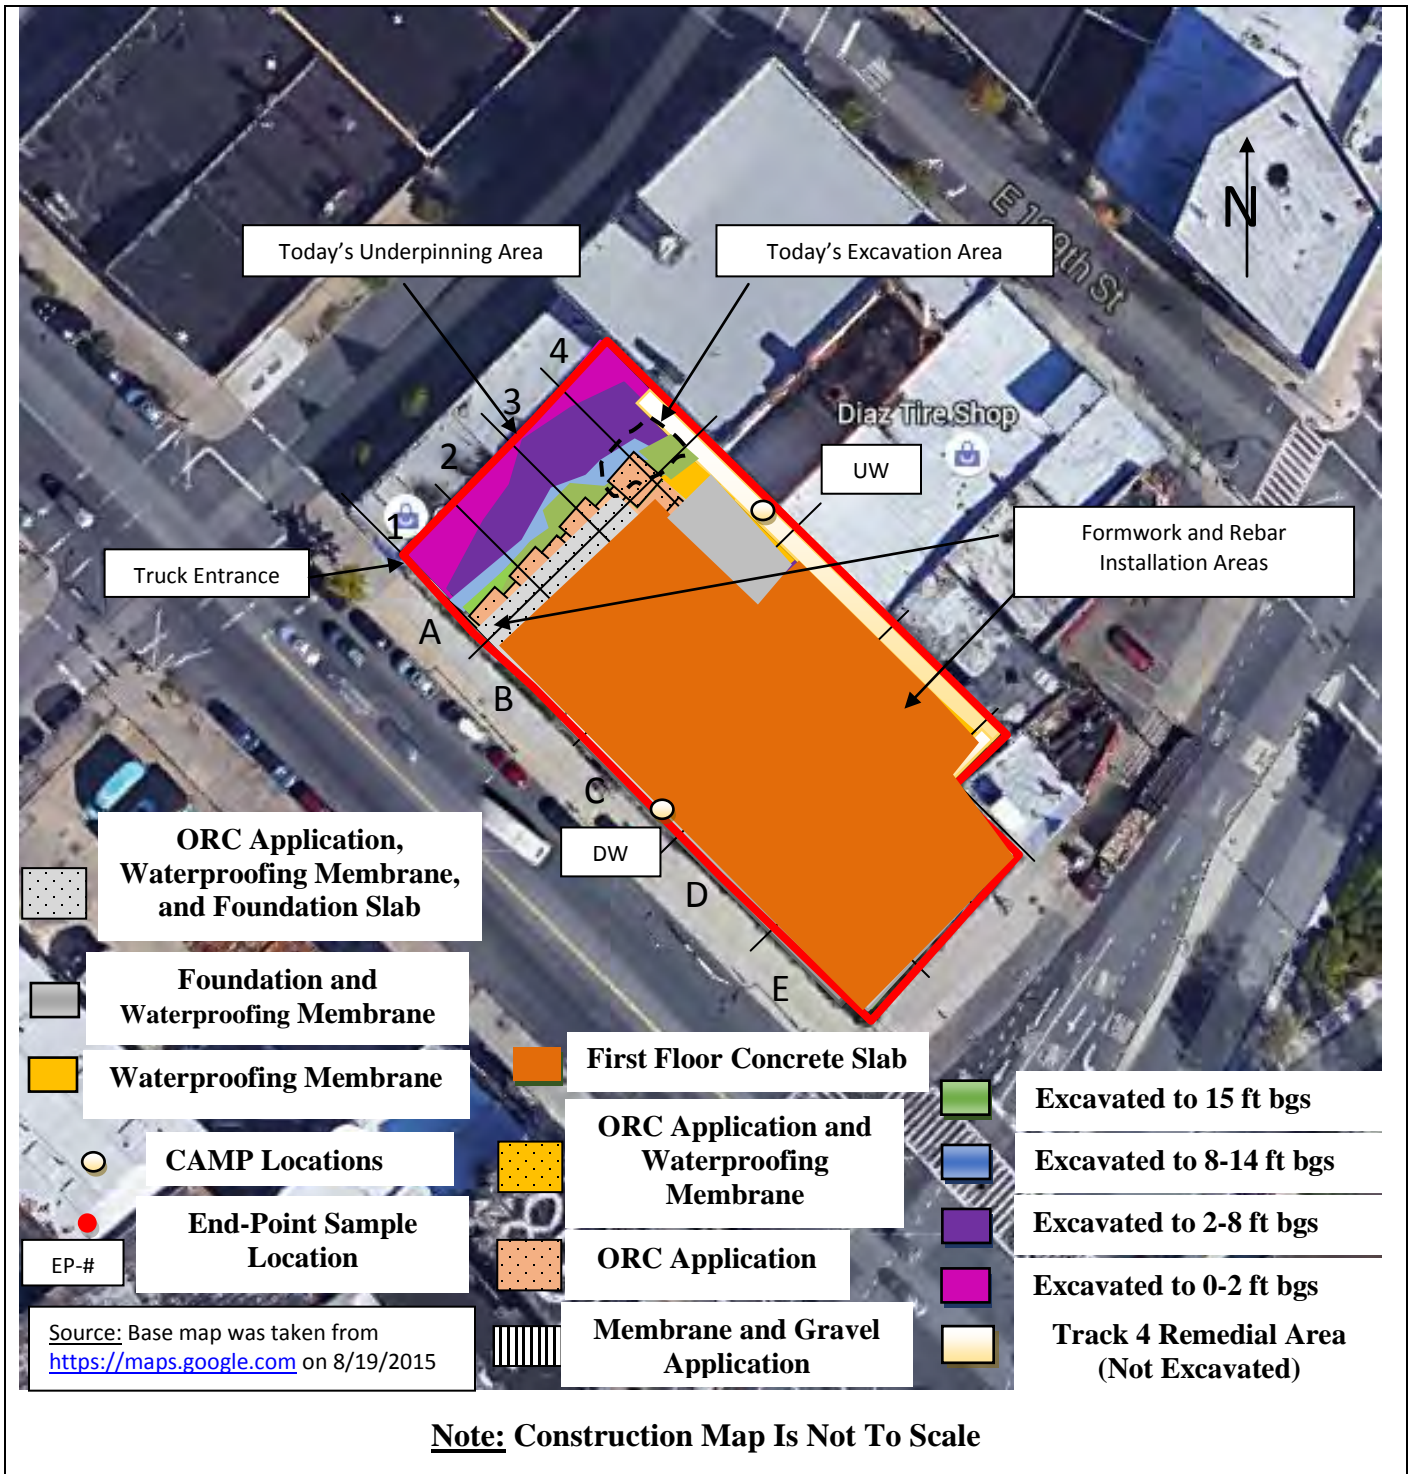 N
E 129th St
Today's Underpinning Area
Today's Excavation Area
4
3
2
1
Diaz Tire Shop
UW
Formwork and Rebar
Installation Areas
Truck Entrance
A
B
C
D
E
DW
ORC Application,
Waterproofing Membrane,
and Foundation Slab
Foundation and
Waterproofing Membrane
Waterproofing Membrane
CAMP Locations
End-Point Sample
Location
EP-#
First Floor Concrete Slab
ORC Application and
Waterproofing
Membrane
ORC Application
Membrane and Gravel
Application
Excavated to 15 ft bgs
Excavated to 8-14 ft bgs
Excavated to 2-8 ft bgs
Excavated to 0-2 ft bgs
Track 4 Remedial Area
(Not Excavated)
Source: Base map was taken from
https://maps.google.com on 8/19/2015
Note: Construction Map Is Not To Scale